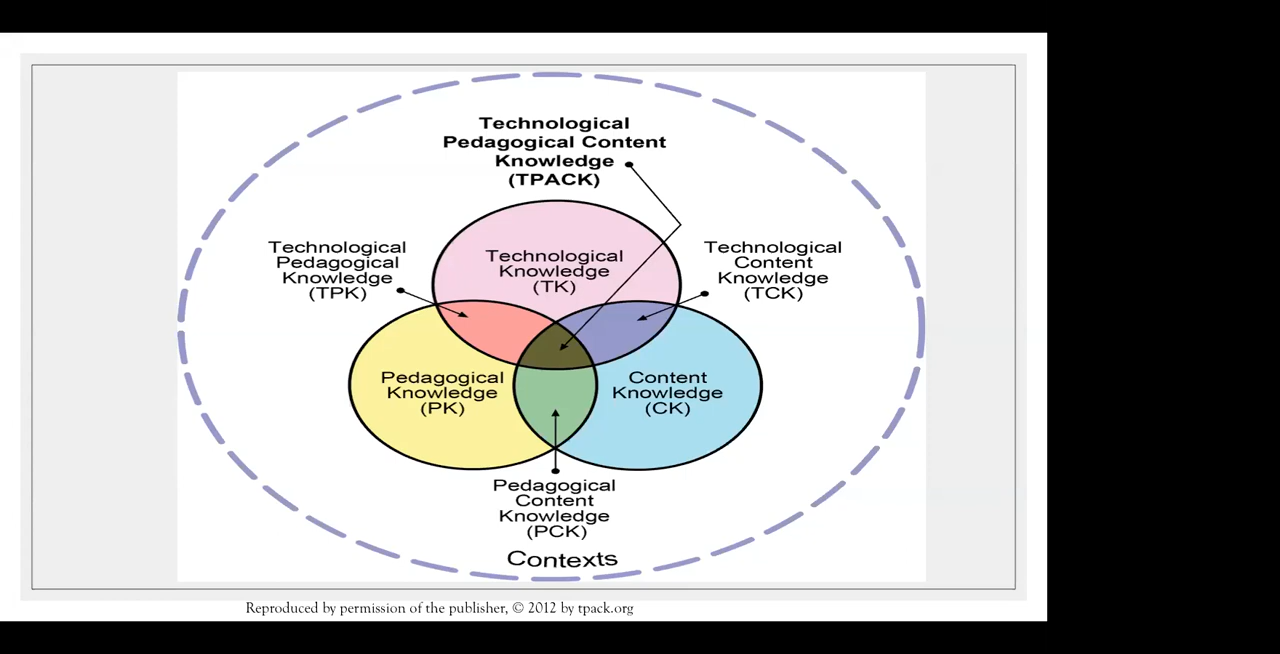 Technological
Pedagogical Content
Knowledge
(TPACK)
Technological
Pedagogical
Knowledge
(TPK)
Technological
Knowledge
(TK)
Technological
Content
Knowledge
(TCK)
Pedagogical
Knowledge
(PK)
Content
Knowledge
(CK)
Pedagogical
Content
Knowledge
(PCK)
Contexts
Reproduced by permission of the publisher, © 2012 by tpack.org